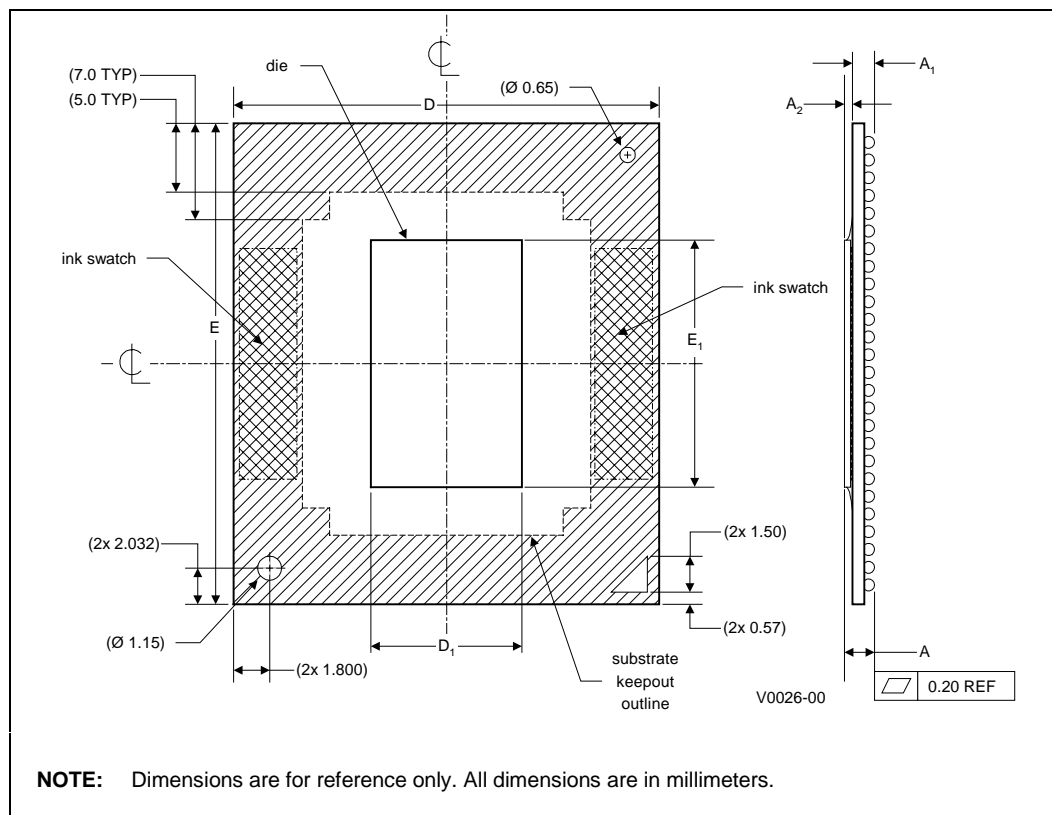 (7.0 TYP)
(5.0 TYP)
die
℄
D
(Ø 0.65)
A₁
A₂
ink swatch
E
E₁
ink swatch
℄
(2x 2.032)
(Ø 1.15)
(2x 1.800)
D₁
substrate
keepout
outline
(2x 1.50)
(2x 0.57)
V0026-00
A
0.20 REF
NOTE: Dimensions are for reference only. All dimensions are in millimeters.